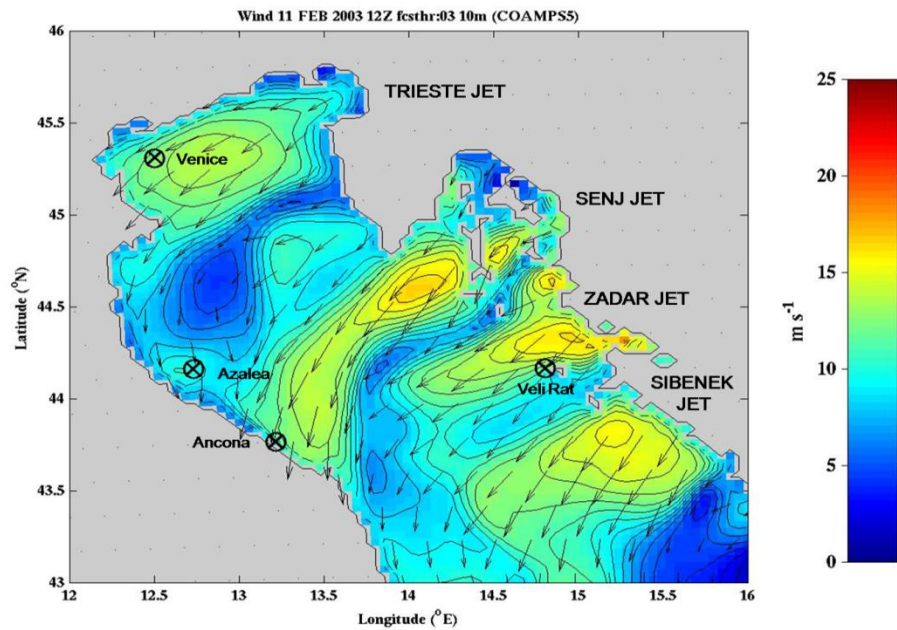 Wind 11 FEB 2003 12Z fcsthr:03 10m (COAMPS5)
46
45.5
45
44.5
44
43.5
43
Latitude (°N)
12
12.5
13
13.5
14
14.5
15
15.5
16
Longitude (°E)
TRIESTE JET
Venice
SENJ JET
ZADAR JET
Azalea
Veli Rat
SIBENEK
JET
Ancona
25
20
15
10
5
0
m s⁻¹